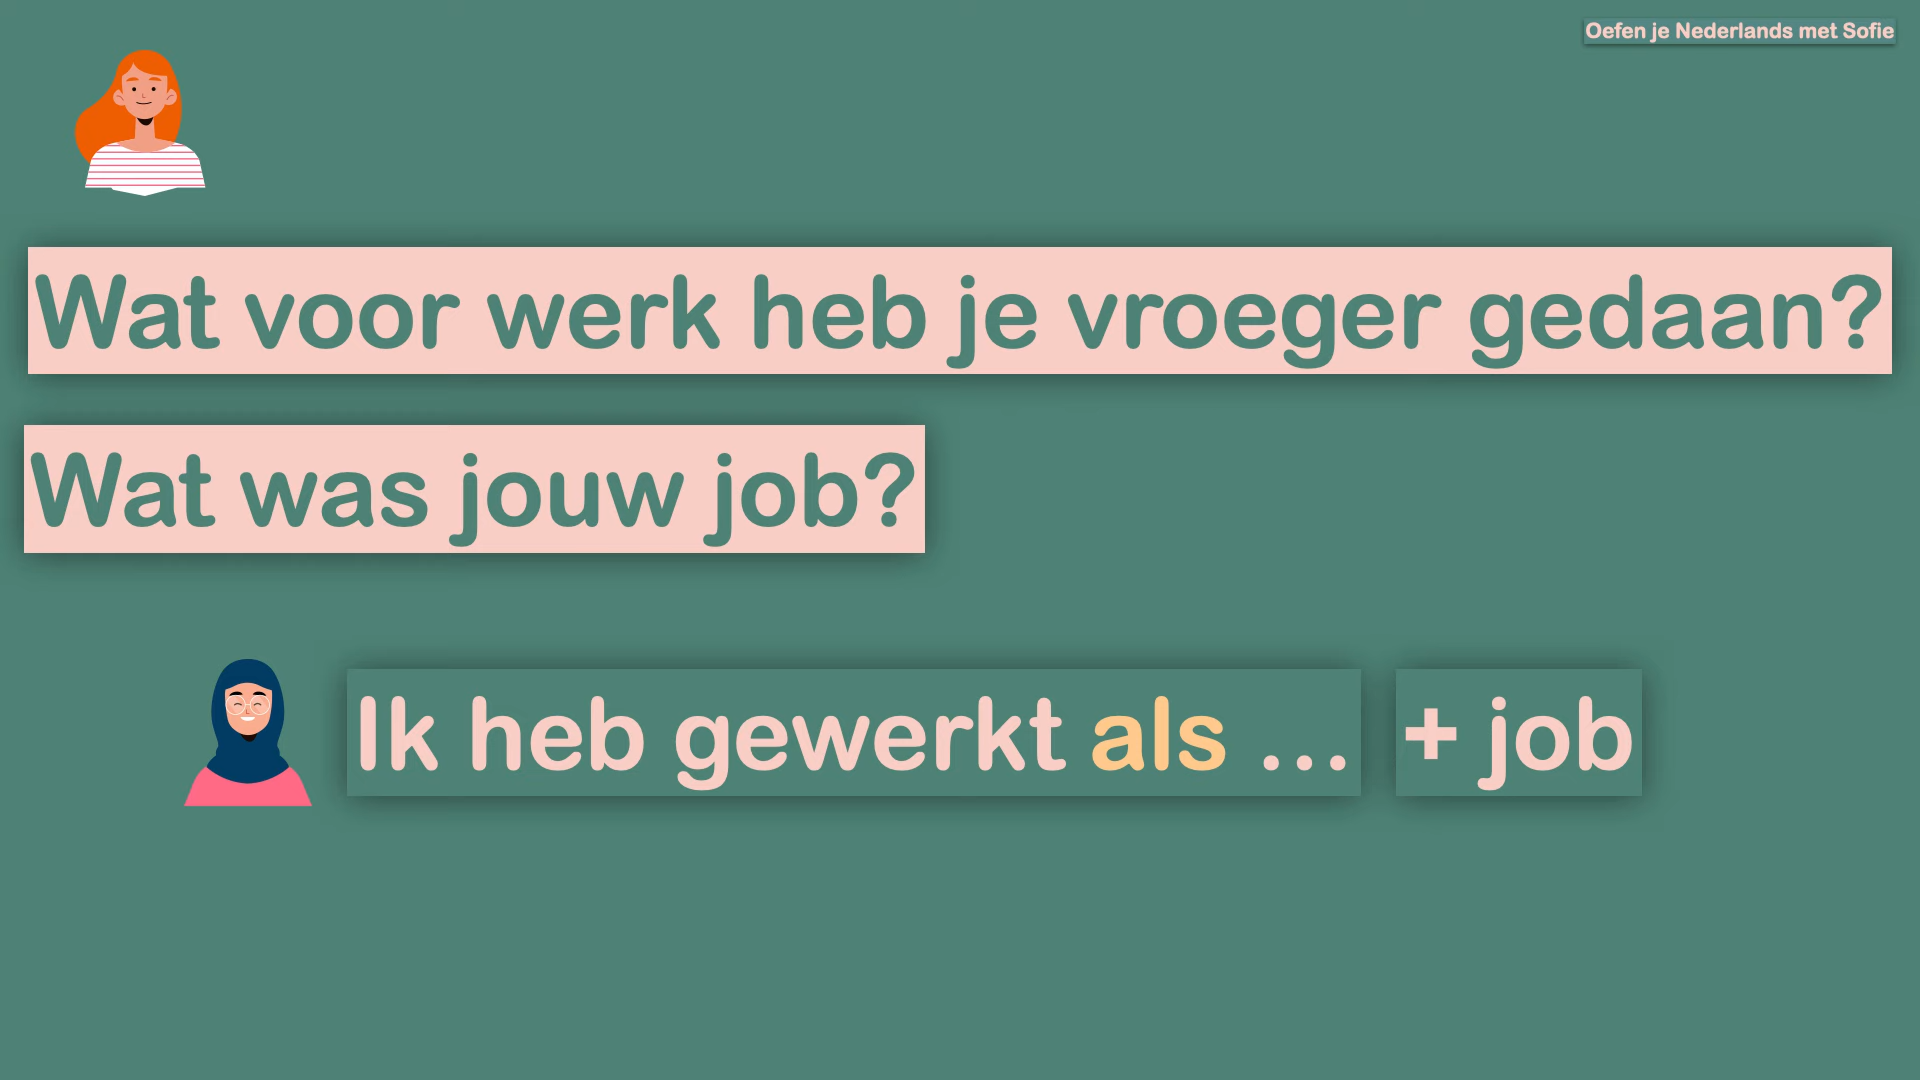 Oefen je Nederlands met Sofie
Wat voor werk heb je vroeger gedaan?
Wat was jouw job?
Ik heb gewerkt als ... + job